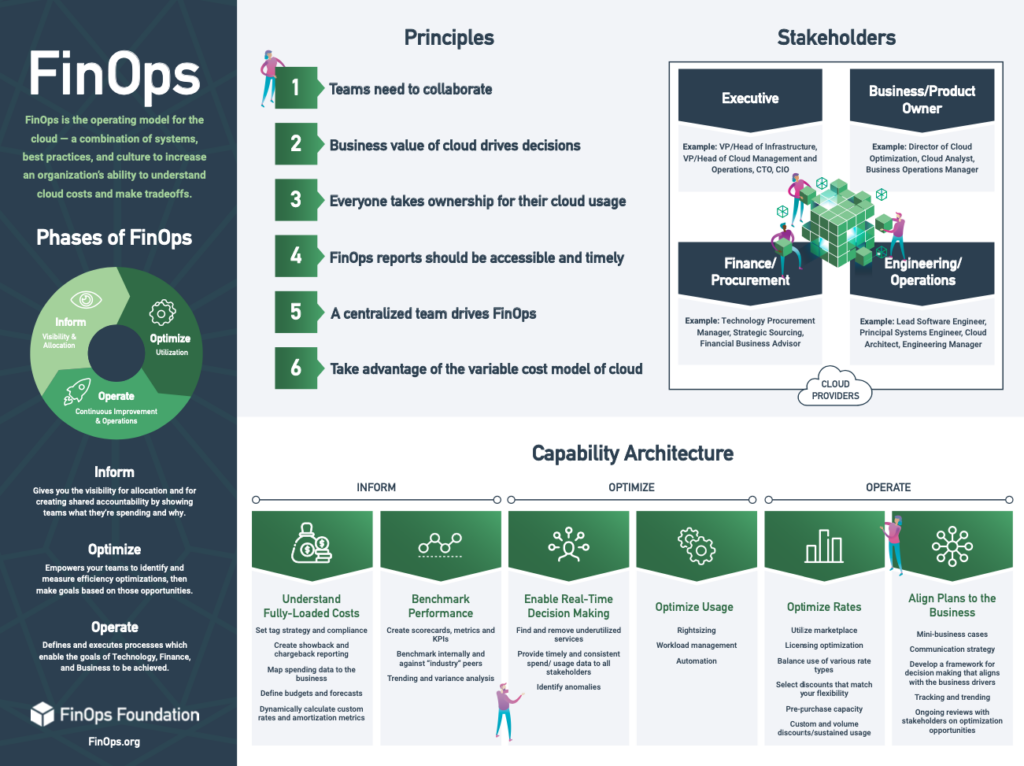 FinOps
FinOps is the operating model for the
cloud — a combination of systems,
best practices, and culture to increase
an organization's ability to understand
cloud costs and make tradeoffs.
Phases of FinOps
Inform
Visibility &
Allocation
Optimize
Utilization
Operate
Continuous Improvement
& Operations
Inform
Gives you the visibility for allocation and for
creating shared accountability by showing
teams what they're spending and why.
Optimize
Empowers your teams to identify and
measure efficiency optimizations, then
make goals based on those opportunities.
Operate
Defines and executes processes which
enable the goals of Technology, Finance,
and Business to be achieved.
FinOps Foundation
FinOps.org
Principles
1
Teams need to collaborate
2
Business value of cloud drives decisions
3
Everyone takes ownership for their cloud usage
4
FinOps reports should be accessible and timely
5
A centralized team drives FinOps
6
Take advantage of the variable cost model of cloud
Stakeholders
Executive
Example: VP/Head of Infrastructure,
VP/Head of Cloud Management and
Operations, CTO, CIO
Business/Product
Owner
Example: Director of Cloud
Optimization, Cloud Analyst,
Business Operations Manager
Finance/
Procurement
Example: Technology Procurement
Manager, Strategic Sourcing,
Financial Business Advisor
Engineering/
Operations
Example: Lead Software Engineer,
Principal Systems Engineer, Cloud
Architect, Engineering Manager
CLOUD
PROVIDERS
Capability Architecture
INFORM
OPTIMIZE
OPERATE
Understand
Fully-Loaded Costs
Set tag strategy and compliance
Create showback and
chargeback reporting
Map spending data to the
business
Define budgets and forecasts
Dynamically calculate custom
rates and amortization metrics
Benchmark
Performance
Create scorecards, metrics and
KPIs
Benchmark internally and
against "industry" peers
Trending and variance analysis
Enable Real-Time
Decision Making
Find and remove underutilized
services
Provide timely and consistent
spend/ usage data to all
stakeholders
Identify anomalies
Optimize Usage
Rightsizing
Workload management
Automation
Optimize Rates
Utilize marketplace
Licensing optimization
Balance use of various rate
types
Select discounts that match
your flexibility
Pre-purchase capacity
Custom and volume
discounts/sustained usage
Align Plans to the
Business
Mini-business cases
Communication strategy
Develop a framework for
decision making that aligns
with the business drivers
Tracking and trending
Ongoing reviews with
stakeholders on optimization
opportunities